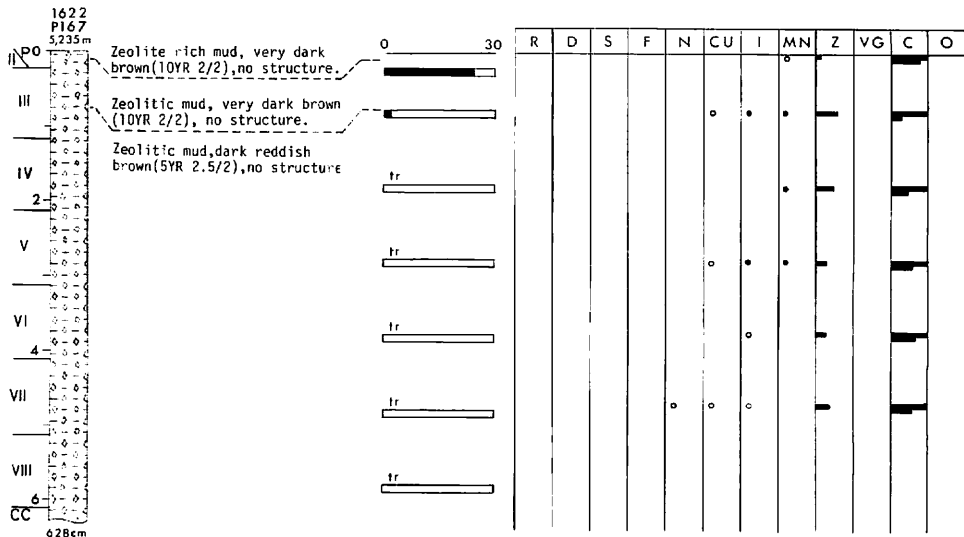 1622
P167
5,235m
0
II
III
IV
2
V
VI
4
VII
VIII
6
CC
628cm
Zeolite rich mud, very dark
brown(10YR 2/2),no structure.
Zeolitic mud, very dark brown
(10YR 2/2), no structure.
Zeolitic mud,dark reddish
brown(5YR 2.5/2),no structure
0 30
tr
tr
tr
tr
tr
R D S F N CU I MN Z VG C O